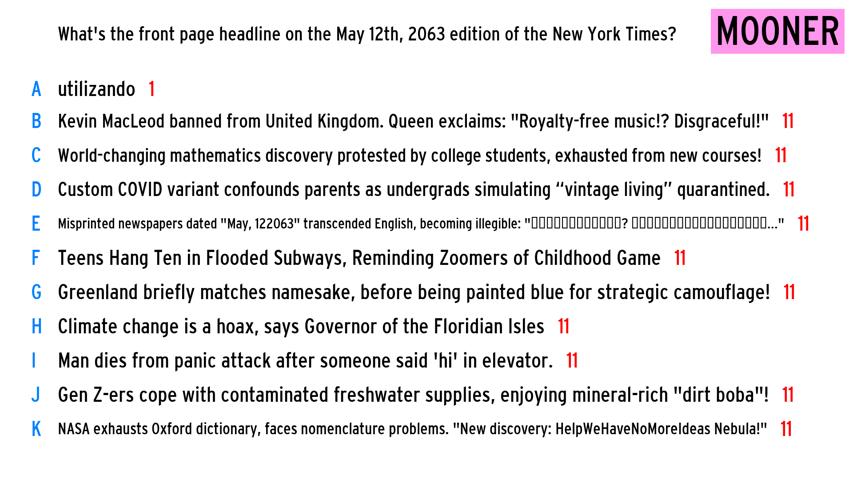 What's the front page headline on the May 12th, 2063 edition of the New York Times?
MOONER
A utilizando 1
B Kevin MacLeod banned from United Kingdom. Queen exclaims: "Royalty-free music!? Disgraceful!" 11
C World-changing mathematics discovery protested by college students, exhausted from new courses! 11
D Custom COVID variant confounds parents as undergrads simulating “vintage living” quarantined. 11
E Misprinted newspapers dated "May, 122063" transcended English, becoming illegible: "▯▯▯▯▯▯▯▯▯▯▯▯▯? ▯▯▯▯▯▯▯▯▯▯▯▯▯▯▯▯▯▯▯..." 11
F Teens Hang Ten in Flooded Subways, Reminding Zoomers of Childhood Game 11
G Greenland briefly matches namesake, before being painted blue for strategic camouflage! 11
H Climate change is a hoax, says Governor of the Floridian Isles 11
I Man dies from panic attack after someone said 'hi' in elevator. 11
J Gen Z-ers cope with contaminated freshwater supplies, enjoying mineral-rich "dirt boba"! 11
K NASA exhausts Oxford dictionary, faces nomenclature problems. "New discovery: HelpWeHaveNoMoreIdeas Nebula!" 11